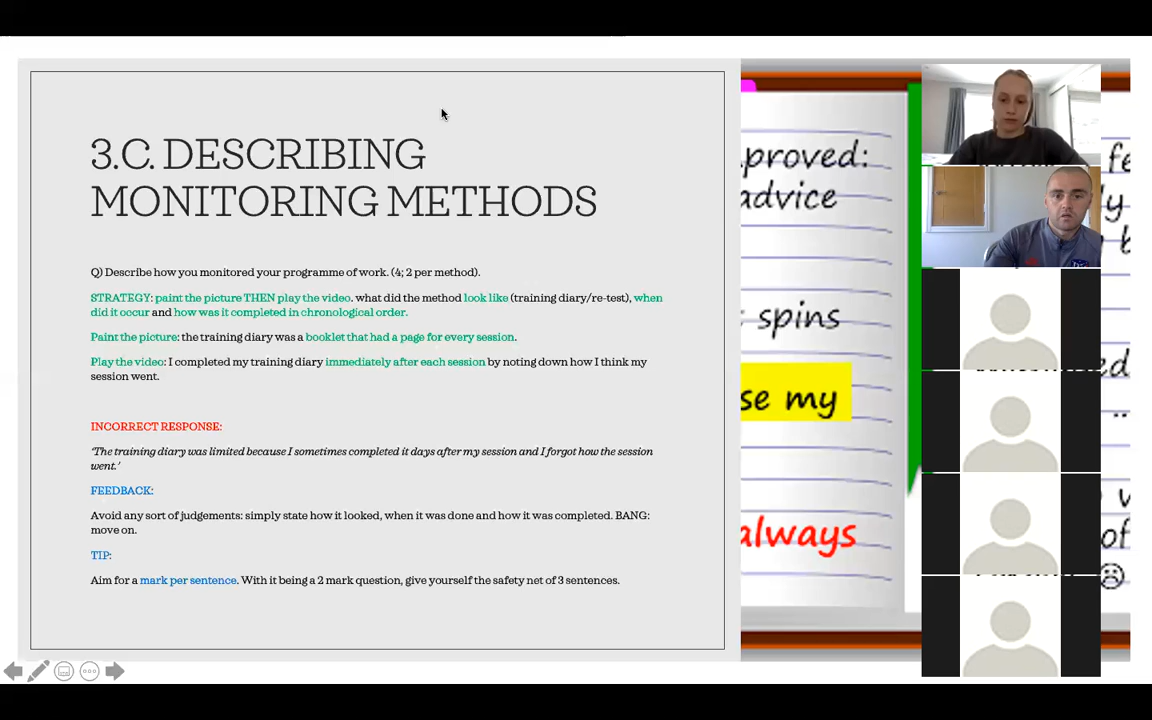 3.C. DESCRIBING
MONITORING METHODS
Q) Describe how you monitored your programme of work. (4; 2 per method).
STRATEGY: paint the picture THEN play the video. what did the method look like (training diary/re-test), when
did it occur and how was it completed in chronological order.
Paint the picture: the training diary was a booklet that had a page for every session.
Play the video: I completed my training diary immediately after each session by noting down how I think my
session went.
INCORRECT RESPONSE:
‘The training diary was limited because I sometimes completed it days after my session and I forgot how the session
went.’
FEEDBACK:
Avoid any sort of judgements: simply state how it looked, when it was done and how it was completed. BANG:
move on.
TIP:
Aim for a mark per sentence. With it being a 2 mark question, give yourself the safety net of 3 sentences.
proved:
advice
spins
se my
always